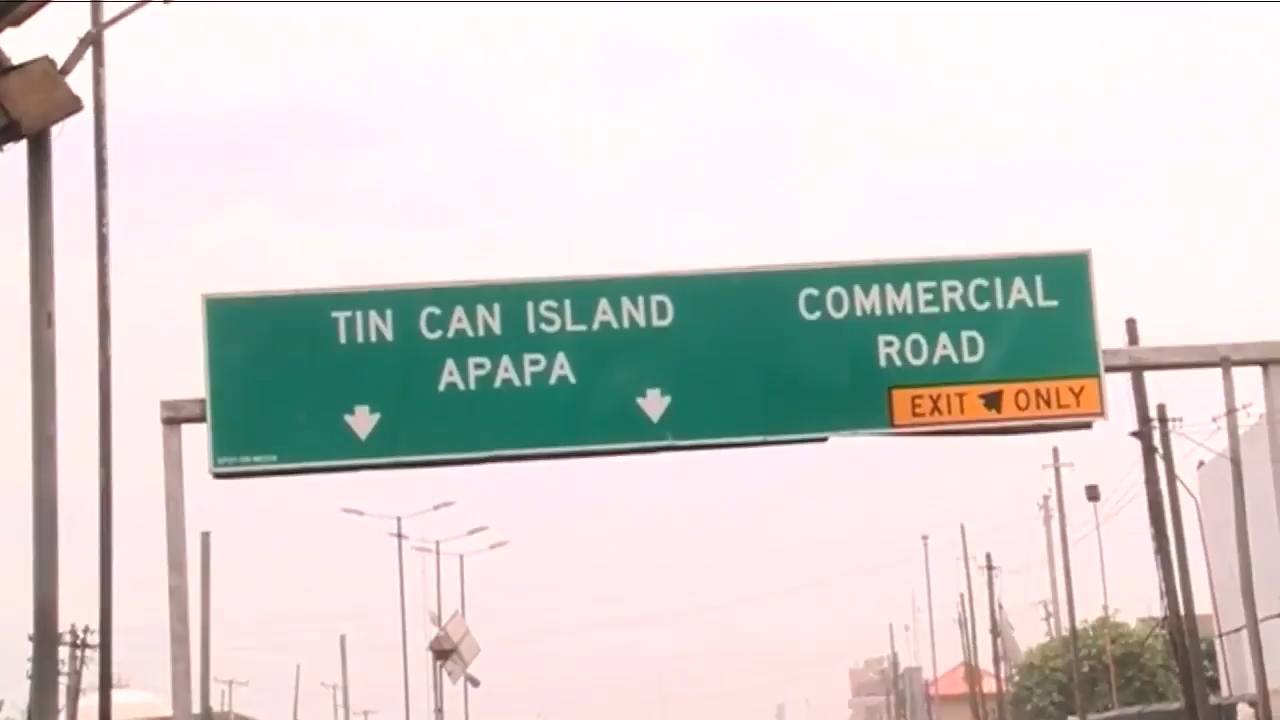 TIN CAN ISLAND
APAPA
COMMERCIAL
ROAD
EXIT ONLY